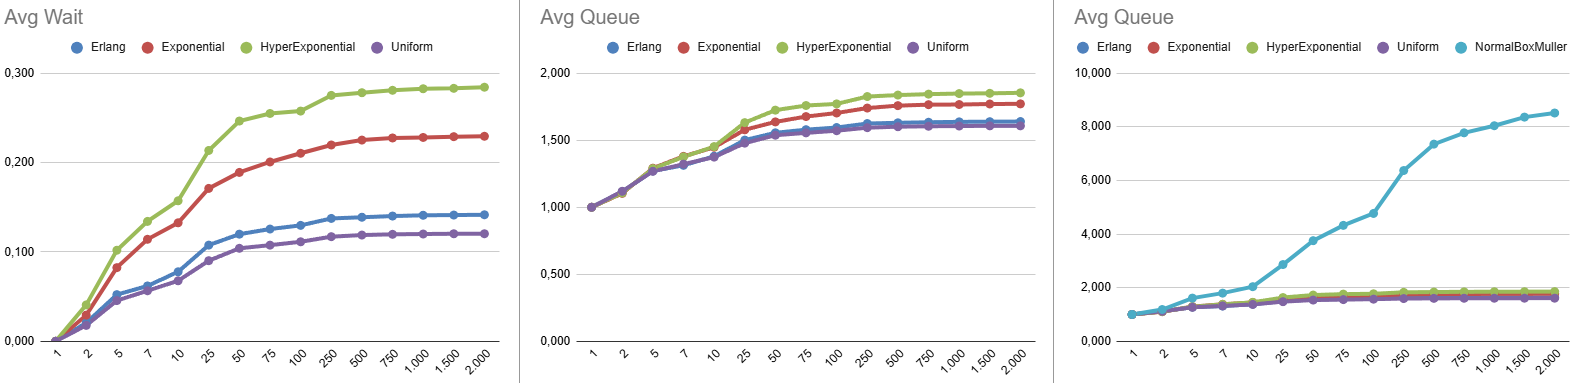 Avg Wait
Erlang Exponential HyperExponential Uniform
0,300
0,200
0,100
0,000
1 2 5 7 10 25 50 75 100 250 500 750 1.000 1.500 2.000
Avg Queue
Erlang Exponential HyperExponential Uniform
2,000
1,500
1,000
0,500
0,000
1 2 5 7 10 25 50 75 100 250 500 750 1.000 1.500 2.000
Avg Queue
Erlang Exponential HyperExponential Uniform NormalBoxMuller
10,000
8,000
6,000
4,000
2,000
0,000
1 2 5 7 10 25 50 75 100 250 500 750 1.000 1.500 2.000